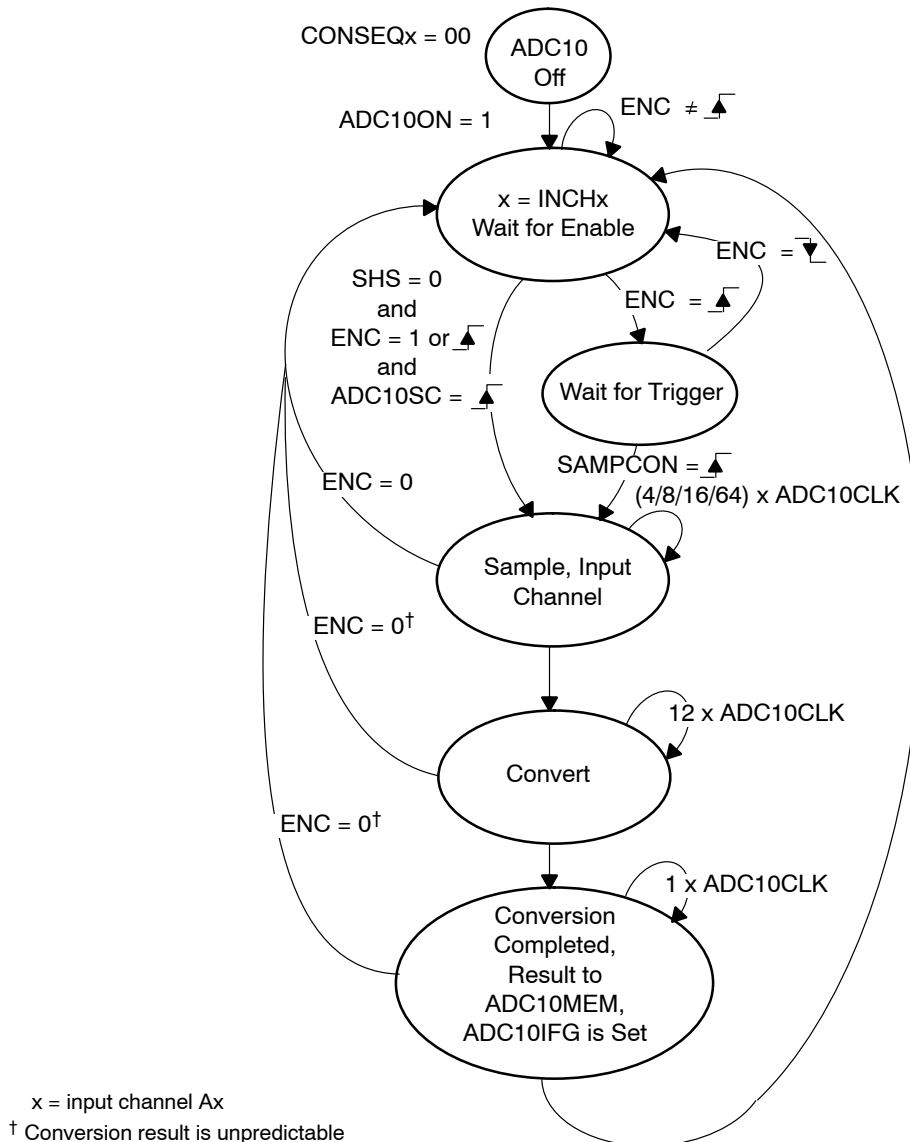 CONSEQx = 00
ADC10
Off
ADC10ON = 1
ENC ≠
x = INCHx
Wait for Enable
ENC =
SHS = 0
and
ENC = 1 or
and
ADC10SC =
ENC =
Wait for Trigger
SAMPCON =
(4/8/16/64) x ADC10CLK
ENC = 0
Sample, Input
Channel
ENC = 0†
12 x ADC10CLK
Convert
ENC = 0†
1 x ADC10CLK
Conversion
Completed,
Result to
ADC10MEM,
ADC10IFG is Set
x = input channel Ax
† Conversion result is unpredictable